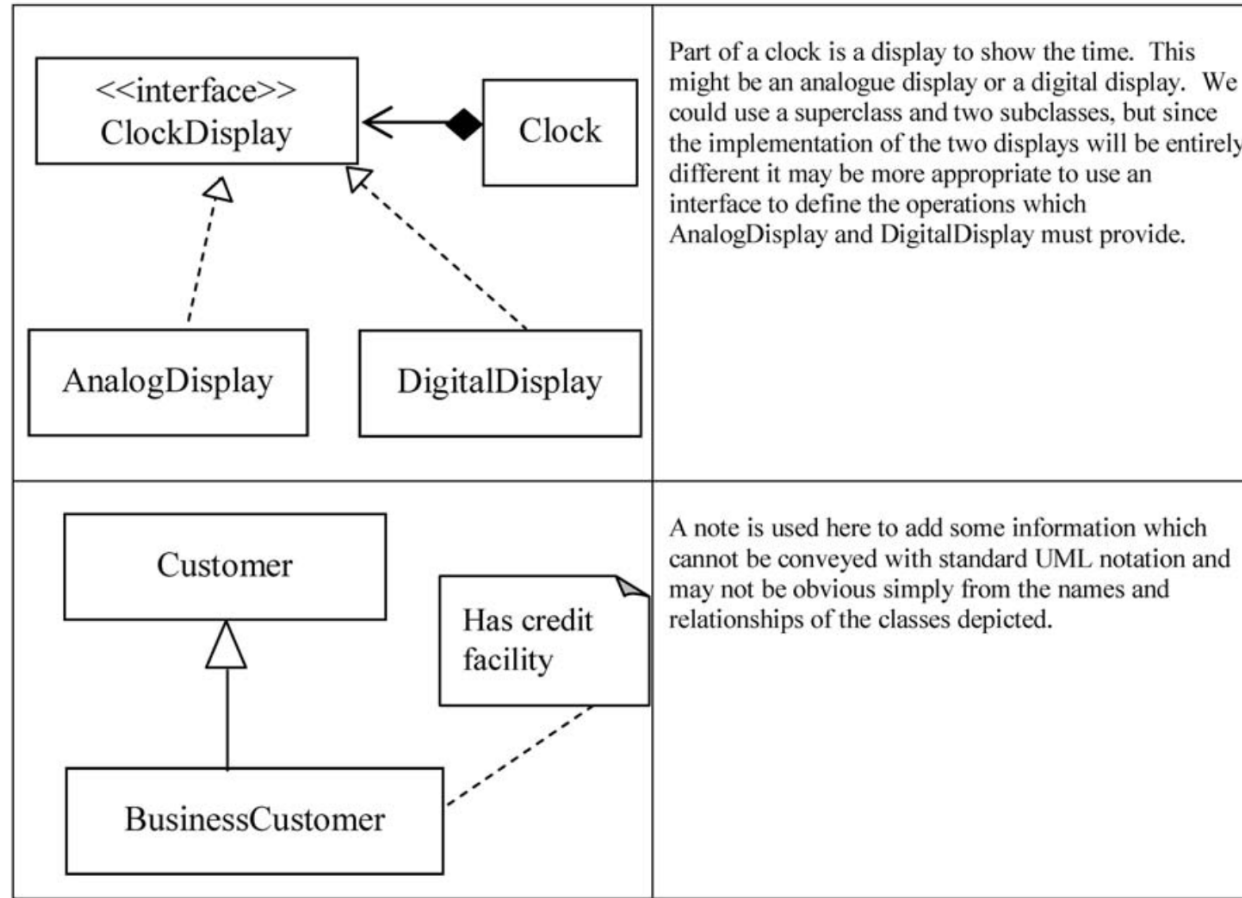 <<interface>>
ClockDisplay
Clock
AnalogDisplay
DigitalDisplay
Part of a clock is a display to show the time. This
might be an analogue display or a digital display. We
could use a superclass and two subclasses, but since
the implementation of the two displays will be entirely
different it may be more appropriate to use an
interface to define the operations which
AnalogDisplay and DigitalDisplay must provide.
Customer
Has credit
facility
BusinessCustomer
A note is used here to add some information which
cannot be conveyed with standard UML notation and
may not be obvious simply from the names and
relationships of the classes depicted.